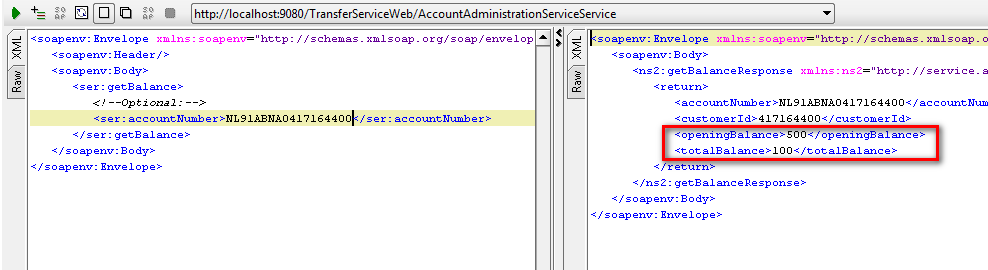 http://localhost:9080/TransferServiceWeb/AccountAdministrationServiceService
XML
Raw
<soapenv:Envelope xmlns:soapenv="http://schemas.xmlsoap.org/soap/envelop
<soapenv:Header/>
<soapenv:Body>
<ser:getBalance>
<!--Optional:-->
<ser:accountNumber>NL91ABNA0417164400</ser:accountNumber>
</ser:getBalance>
</soapenv:Body>
</soapenv:Envelope>
XML
Raw
<soapenv:Envelope xmlns:soapenv="http://schemas.xmlsoap.o
<soapenv:Body>
<ns2:getBalanceResponse xmlns:ns2="http://service.a
<return>
<accountNumber>NL91ABNA0417164400</accountNum
<customerId>417164400</customerId>
<openingBalance>500</openingBalance>
<totalBalance>100</totalBalance>
</return>
</ns2:getBalanceResponse>
</soapenv:Body>
</soapenv:Envelope>